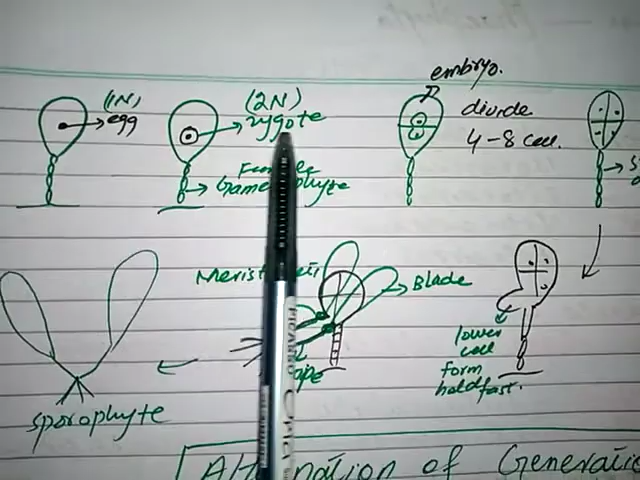 embryo.
(1N)
egg
(2N)
zygote
divide
4-8 cell.
Female
Gametophyte
Blade
lower
cell
form
holdfast.
sporophyte
PICASSO
of Generation